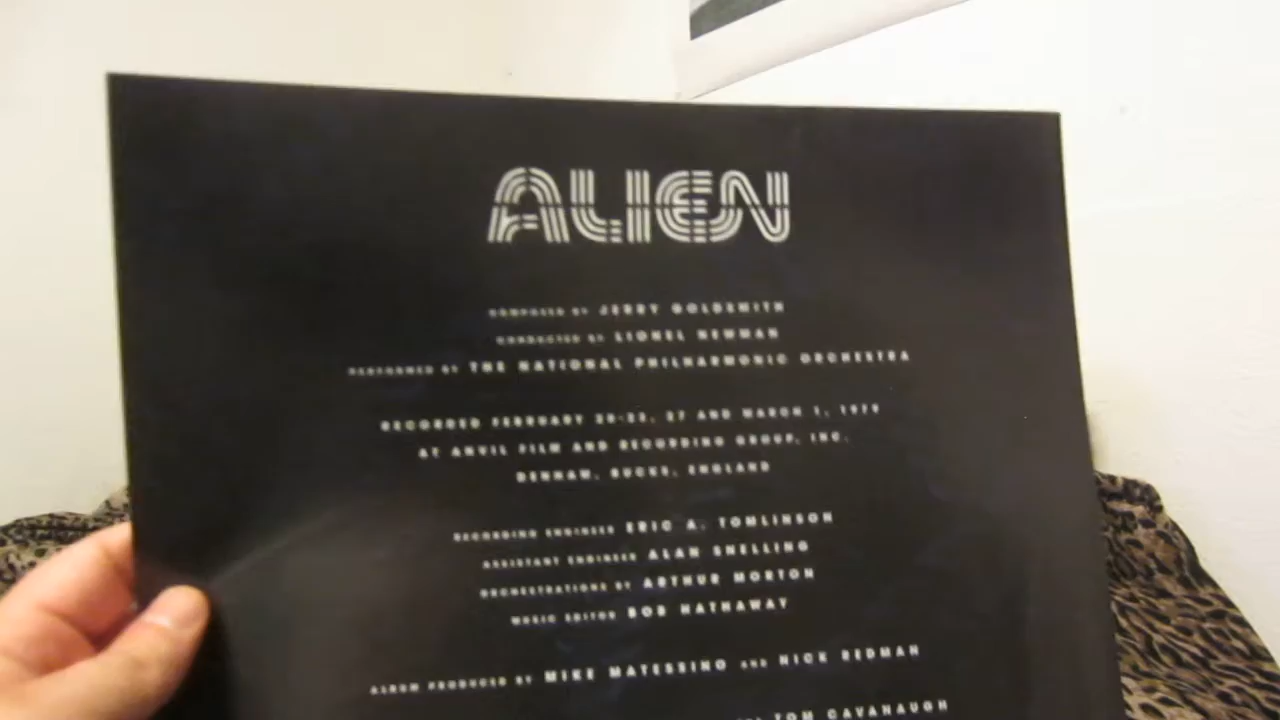 ALIEN
COMPOSED BY JERRY GOLDSMITH
CONDUCTED BY LIONEL NEWMAN
PERFORMED BY THE NATIONAL PHILHARMONIC ORCHESTRA
RECORDED FEBRUARY 20-23, 27 AND MARCH 1, 1979
AT ANVIL FILM AND RECORDING GROUP, INC.
DENHAM, BUCKS, ENGLAND
RECORDING ENGINEER ERIC A. TOMLINSON
ASSISTANT ENGINEER ALAN SNELLING
ORCHESTRATIONS BY ARTHUR MORTON
MUSIC EDITOR BOB HATHAWAY
ALBUM PRODUCED BY MIKE MATESSINO AND NICK REDMAN
TOM CAVANAUGH